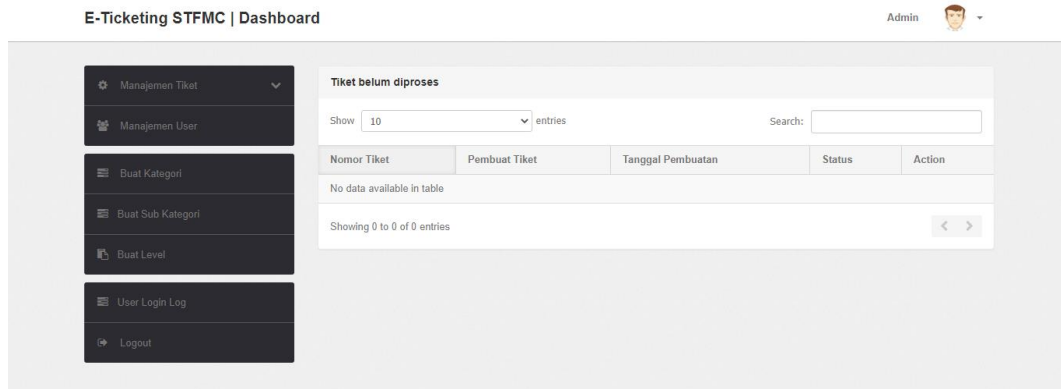 E-Ticketing STFMC | Dashboard
Admin
Manajemen Tiket
Manajemen User
Buat Kategori
Buat Sub Kategori
Buat Level
User Login Log
Logout
Tiket belum diproses
Show 10 entries
Search:
Nomor Tiket Pembuat Tiket Tanggal Pembuatan Status Action
No data available in table
Showing 0 to 0 of 0 entries